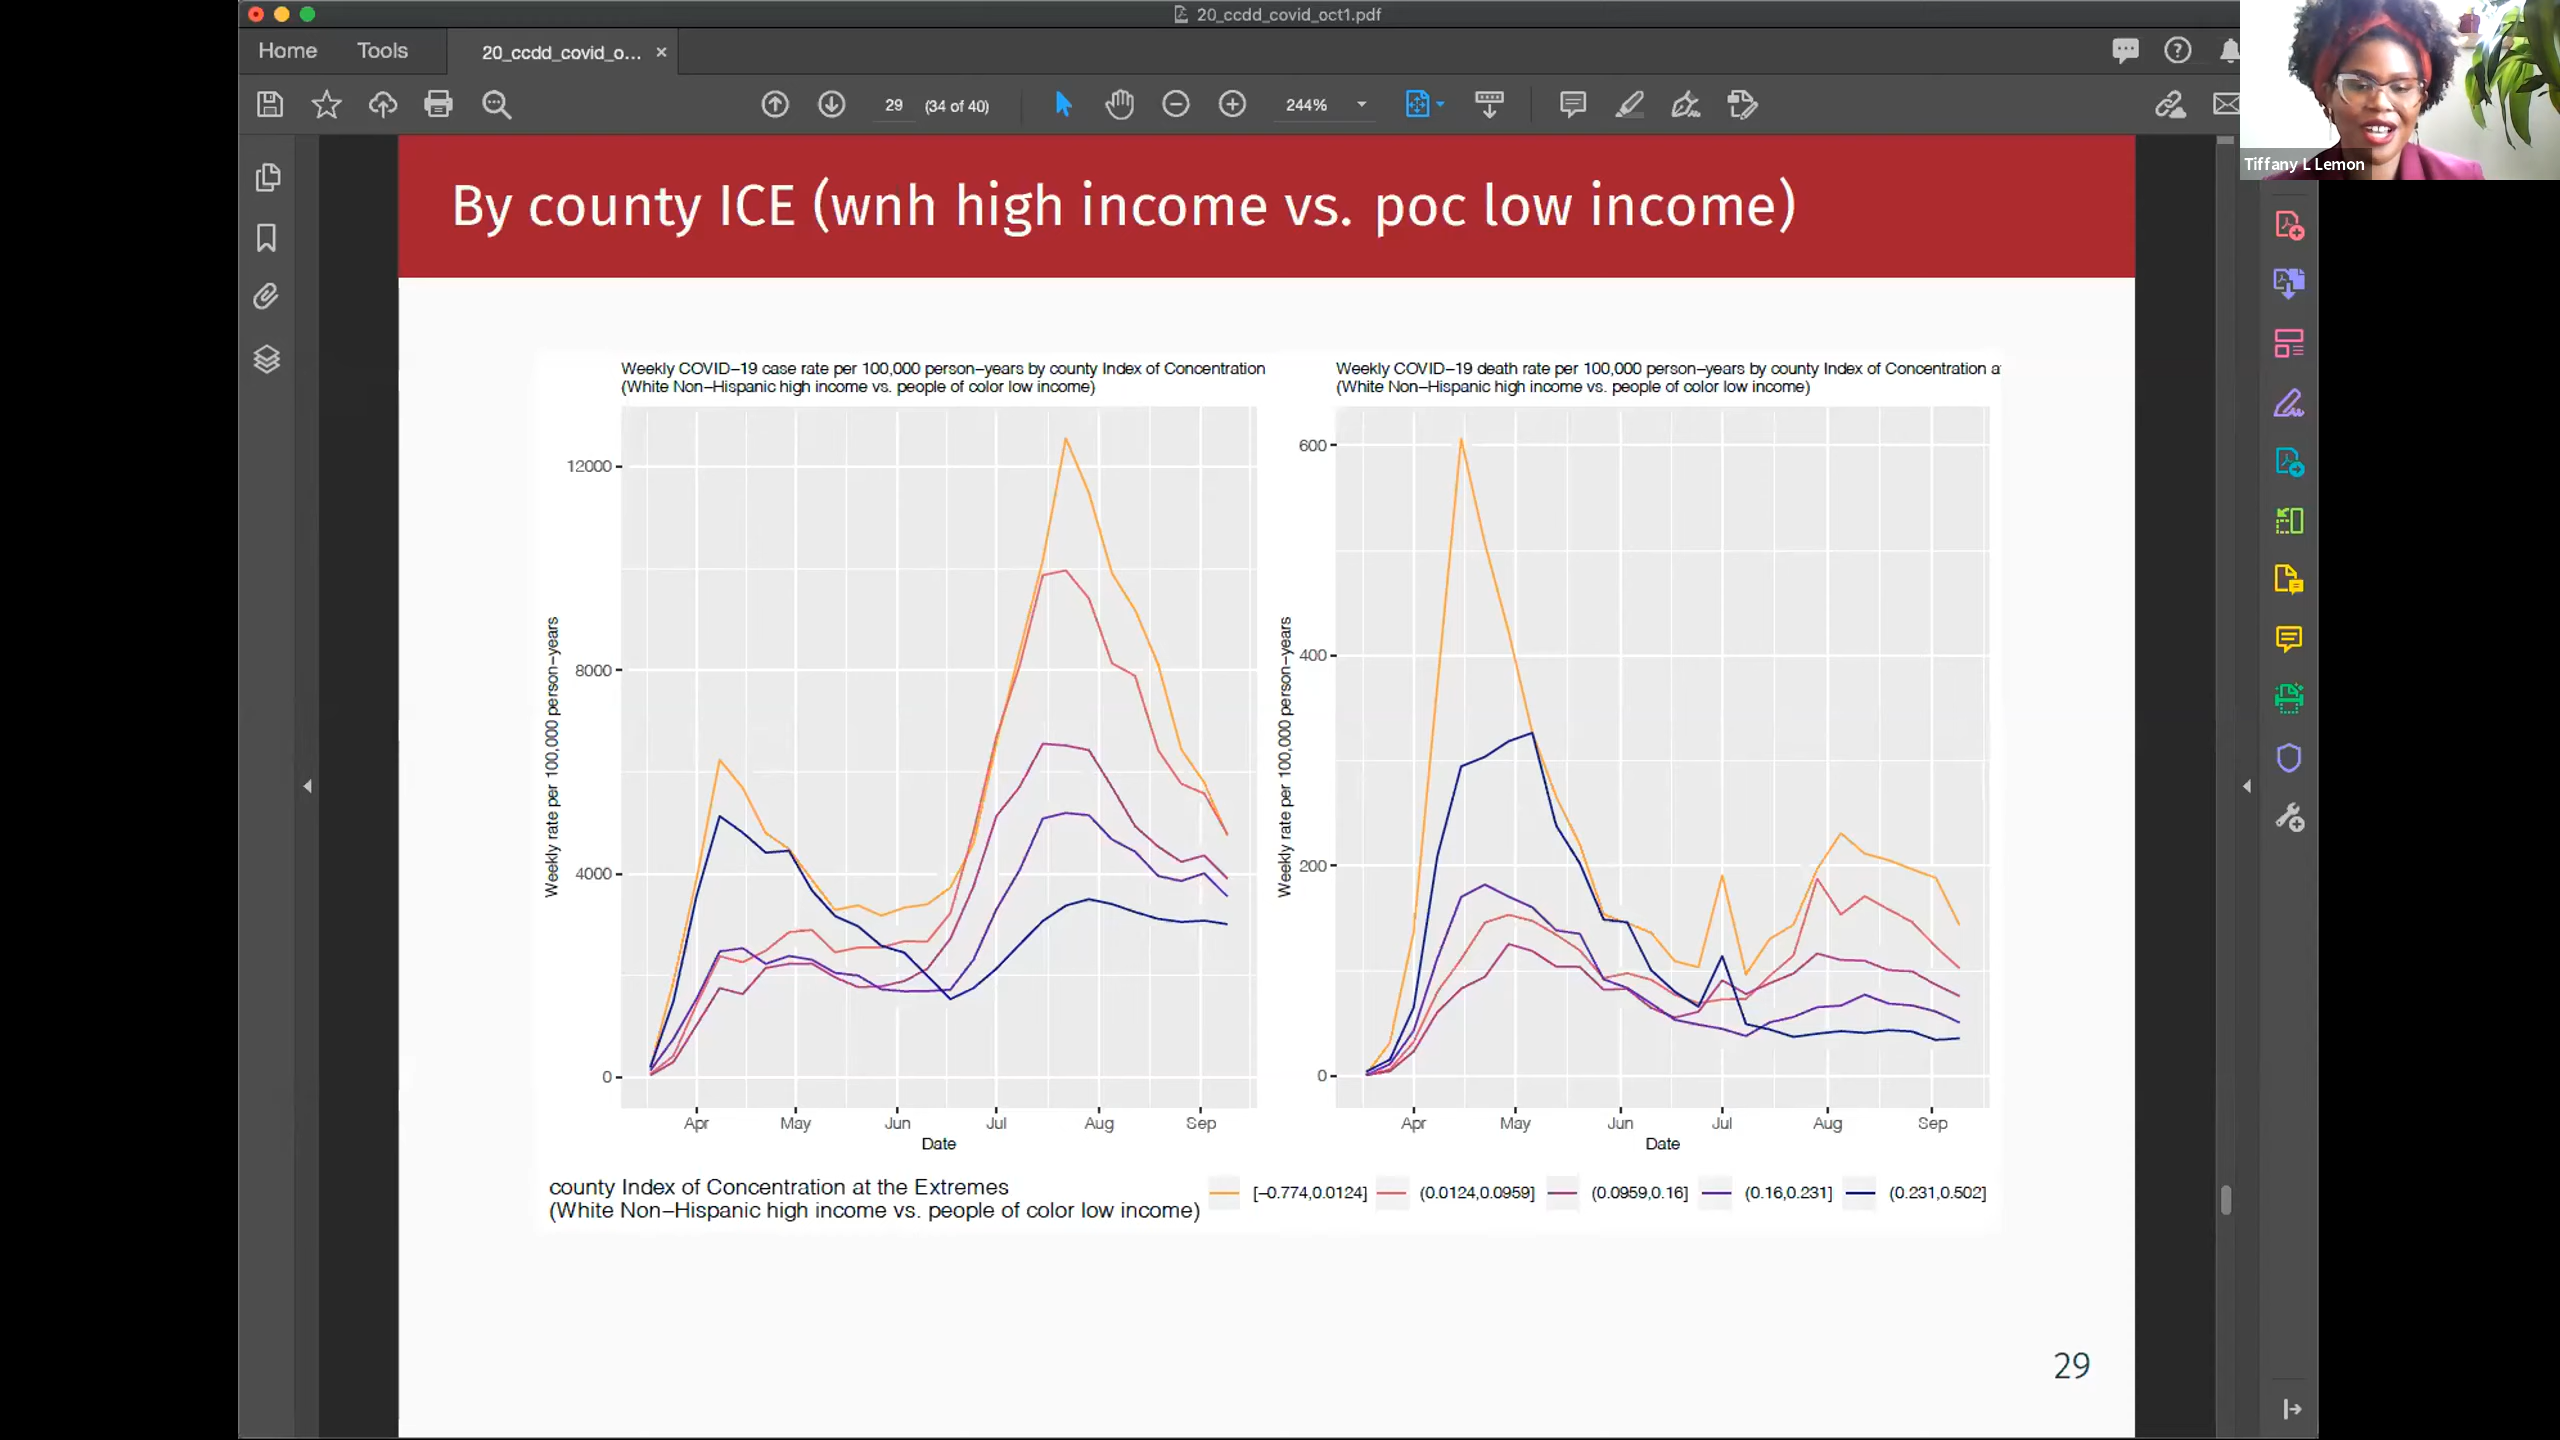 20_ccdd_covid_oct1.pdf
Home Tools 20_ccdd_covid_o... ×
29 (34 of 40) 244%
Tiffany L Lemon
By county ICE (wnh high income vs. poc low income)
Weekly COVID−19 case rate per 100,000 person−years by county Index of Concentration
(White Non−Hispanic high income vs. people of color low income)
Weekly rate per 100,000 person−years
12000
8000
4000
0
Apr May Jun Jul Aug Sep
Date
Weekly COVID−19 death rate per 100,000 person−years by county Index of Concentration a
(White Non−Hispanic high income vs. people of color low income)
Weekly rate per 100,000 person−years
600
400
200
0
Apr May Jun Jul Aug Sep
Date
county Index of Concentration at the Extremes
(White Non−Hispanic high income vs. people of color low income)
[−0.774,0.0124] (0.0124,0.0959] (0.0959,0.16] (0.16,0.231] (0.231,0.502]
29